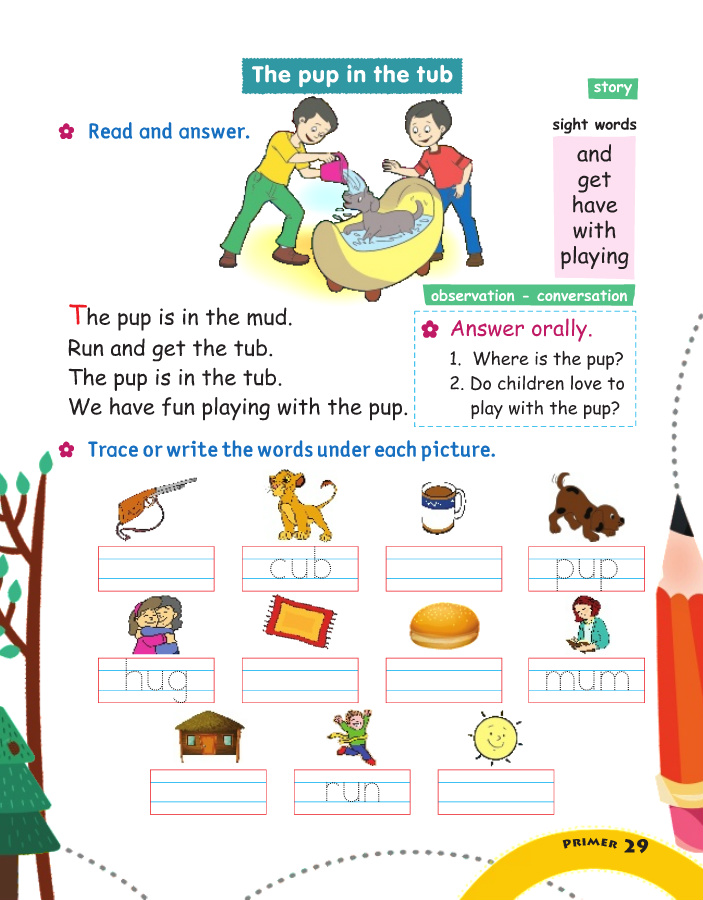 The pup in the tub
story
Read and answer.
sight words
and
get
have
with
playing
The pup is in the mud.
Run and get the tub.
The pup is in the tub.
We have fun playing with the pup.
observation - conversation
Answer orally.
1. Where is the pup?
2. Do children love to
play with the pup?
Trace or write the words under each picture.
cub
pup
hug
mum
run
PRIMER 29